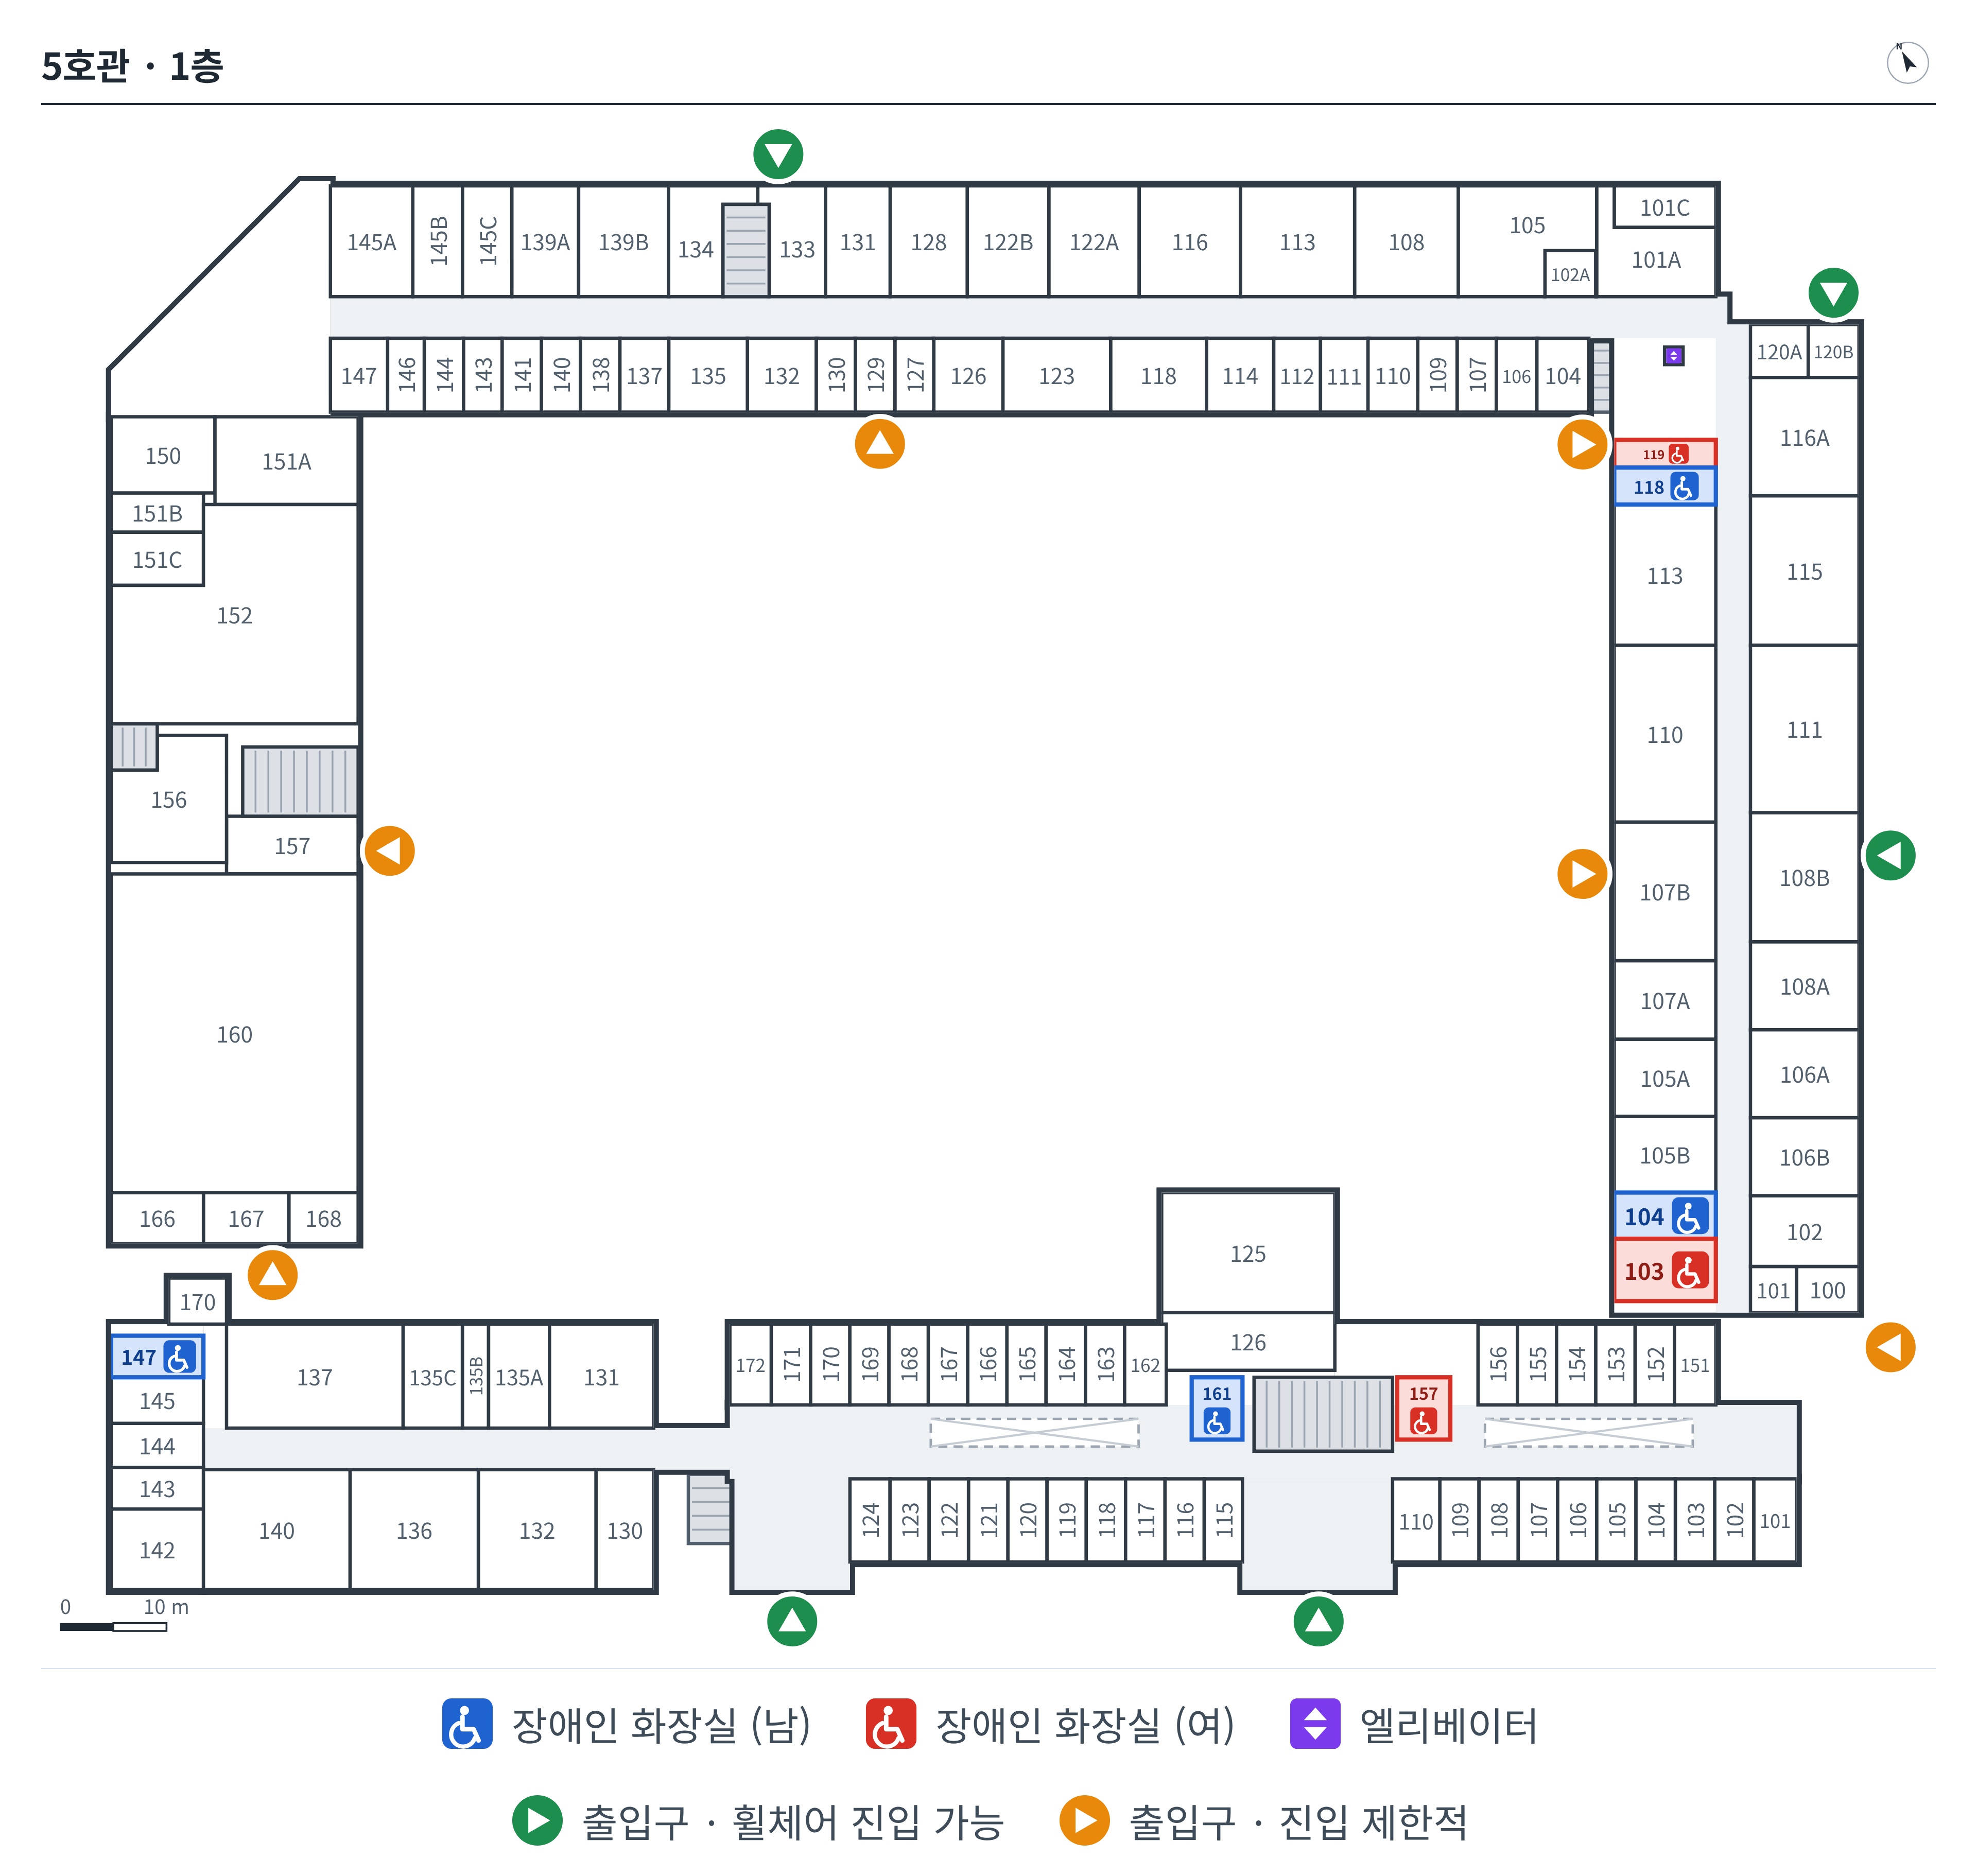 5호관 · 1층
N
145A 145B 145C 139A 139B 134 133 131 128 122B 122A 116 113 108 105 102A 101C 101A
147 146 144 143 141 140 138 137 135 132 130 129 127 126 123 118 114 112 111 110 109 107 106 104
120A 120B
116A
115
111
108B
108A
106A
106B
102
101 100
119
118
113
110
107B
107A
105A
105B
104
103
150 151A
151B
151C
152
156
157
160
166 167 168
170
147
145
144
143
142
137 135C 135B 135A 131
140 136 132 130
125
126
172 171 170 169 168 167 166 165 164 163 162
161 157
156 155 154 153 152 151
124 123 122 121 120 119 118 117 116 115
110 109 108 107 106 105 104 103 102 101
0 10 m
장애인 화장실 (남) 장애인 화장실 (여) 엘리베이터
출입구 · 휠체어 진입 가능 출입구 · 진입 제한적